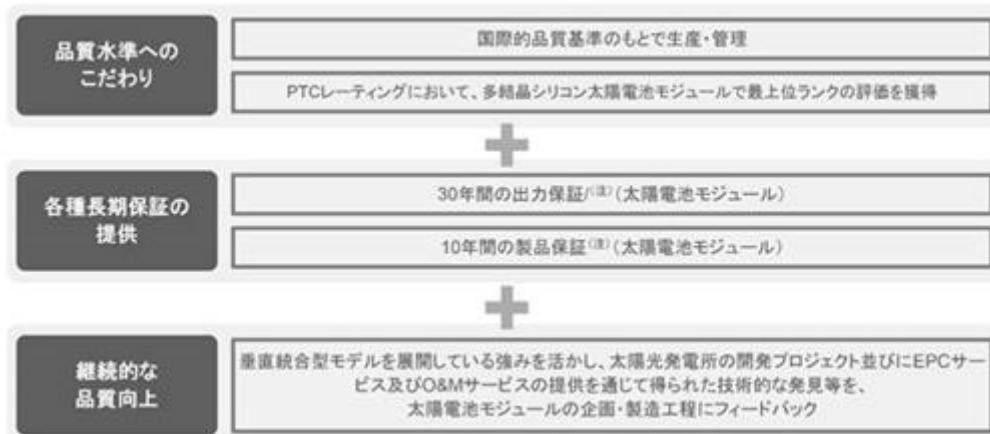 品質水準への
こだわり
国際的品質基準のもとで生産・管理
PTCレーティングにおいて、多結晶シリコン太陽電池モジュールで最上位ランクの評価を獲得
+
各種長期保証の
提供
30年間の出力保証/(注)(太陽電池モジュール)
10年間の製品保証(注)(太陽電池モジュール)
+
継続的な
品質向上
垂直統合型モデルを展開している強みを活かし、太陽光発電所の開発プロジェクト並びにEPCサー
ビス及びO&Mサービスの提供を通じて得られた技術的な発見等を、
太陽電池モジュールの企画・製造工程にフィードバック